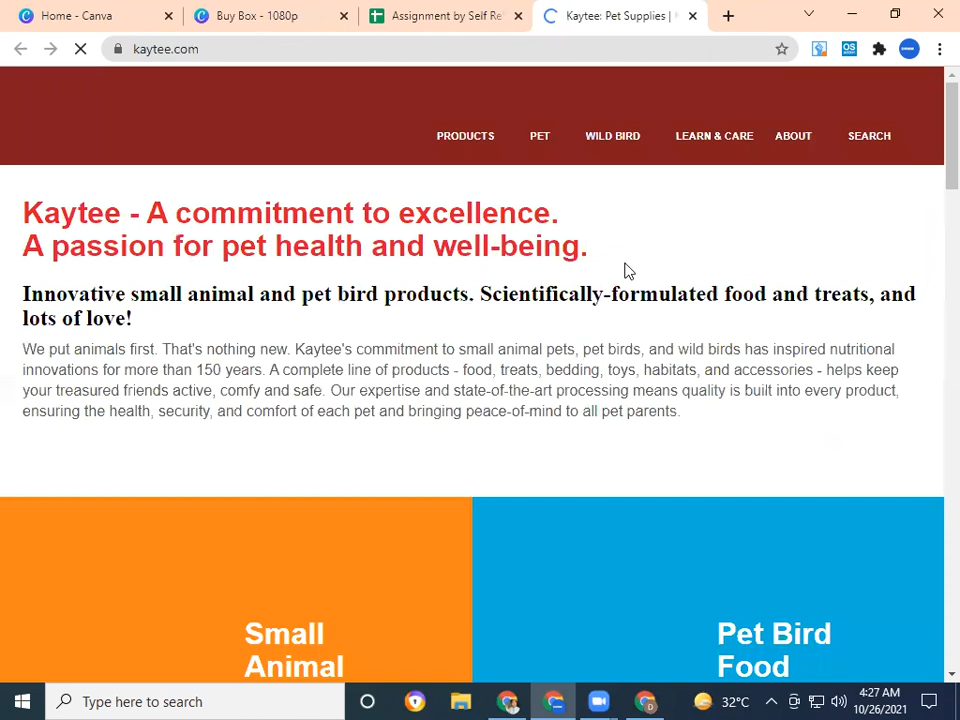 Home - Canva
Buy Box - 1080p
Assignment by Self Re
Kaytee: Pet Supplies |
kaytee.com
OS
PRODUCTS PET WILD BIRD LEARN & CARE ABOUT SEARCH
Kaytee - A commitment to excellence.
A passion for pet health and well-being.
Innovative small animal and pet bird products. Scientifically-formulated food and treats, and
lots of love!
We put animals first. That's nothing new. Kaytee's commitment to small animal pets, pet birds, and wild birds has inspired nutritional
innovations for more than 150 years. A complete line of products - food, treats, bedding, toys, habitats, and accessories - helps keep
your treasured friends active, comfy and safe. Our expertise and state-of-the-art processing means quality is built into every product,
ensuring the health, security, and comfort of each pet and bringing peace-of-mind to all pet parents.
Small
Animal
Pet Bird
Food
Type here to search
32°C
4:27 AM
10/26/2021